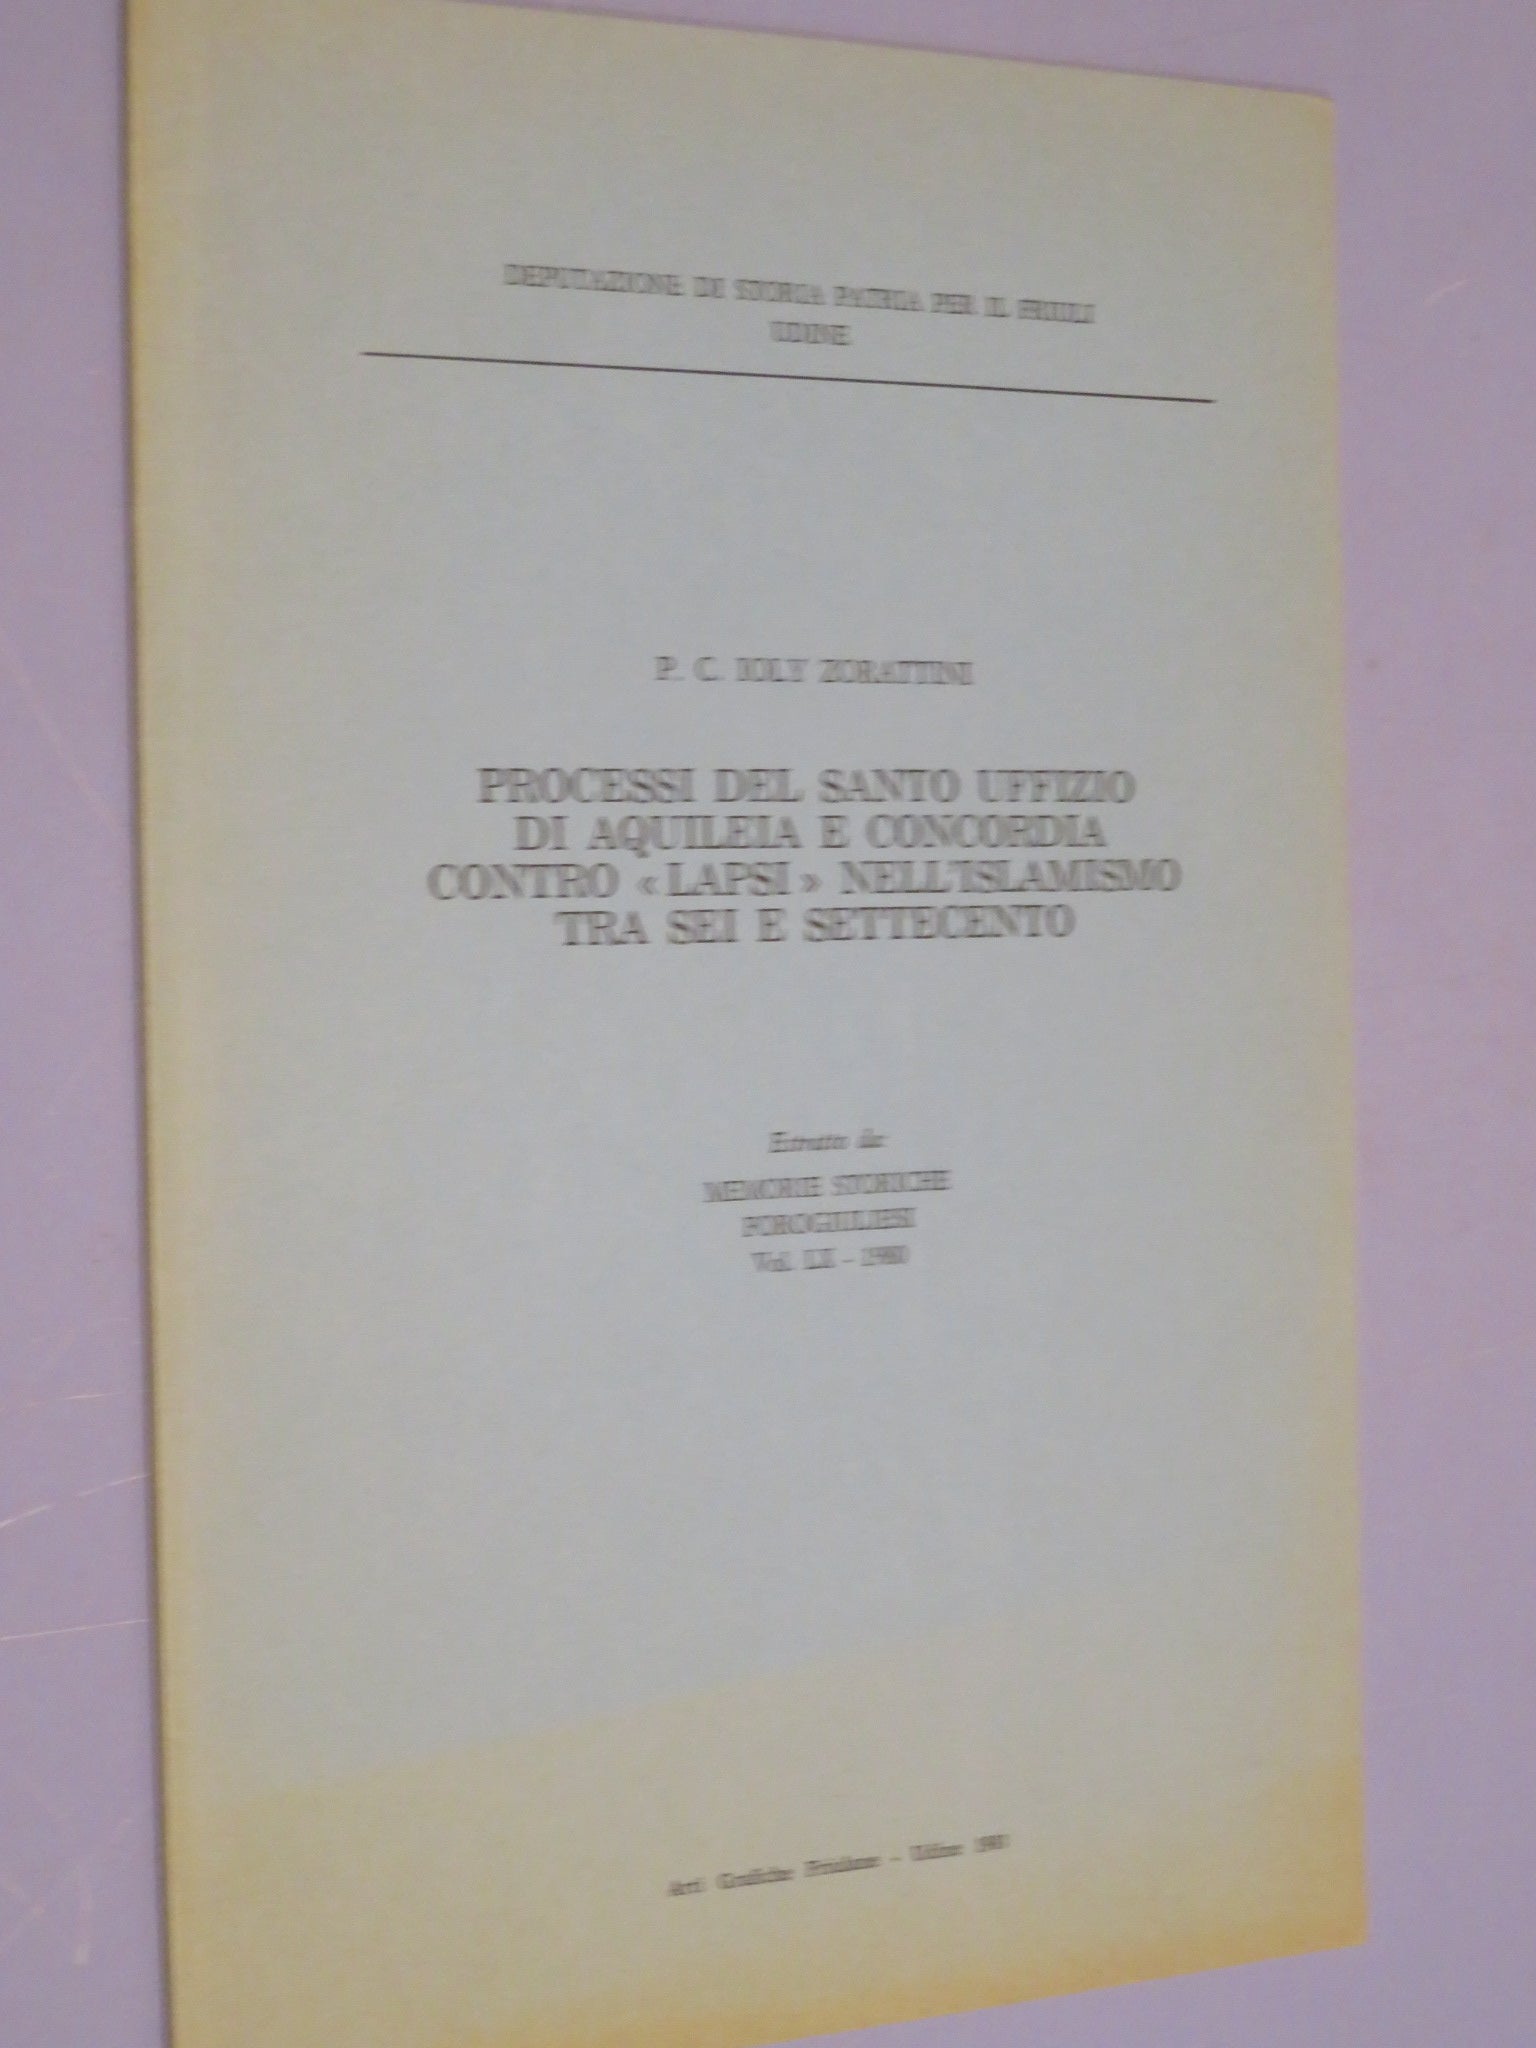 DEPUTAZIONE DI STORIA PATRIA PER IL FRIULI
UDINE
P. C. IOLY ZORATTINI
PROCESSI DEL SANTO UFFIZIO
DI AQUILEIA E CONCORDIA
CONTRO « LAPSI » NELL'ISLAMISMO
TRA SEI E SETTECENTO
Estratto da:
MEMORIE STORICHE
FOROGIULIESI
Vol. LX - 1980
Arti Grafiche Friulane - Udine